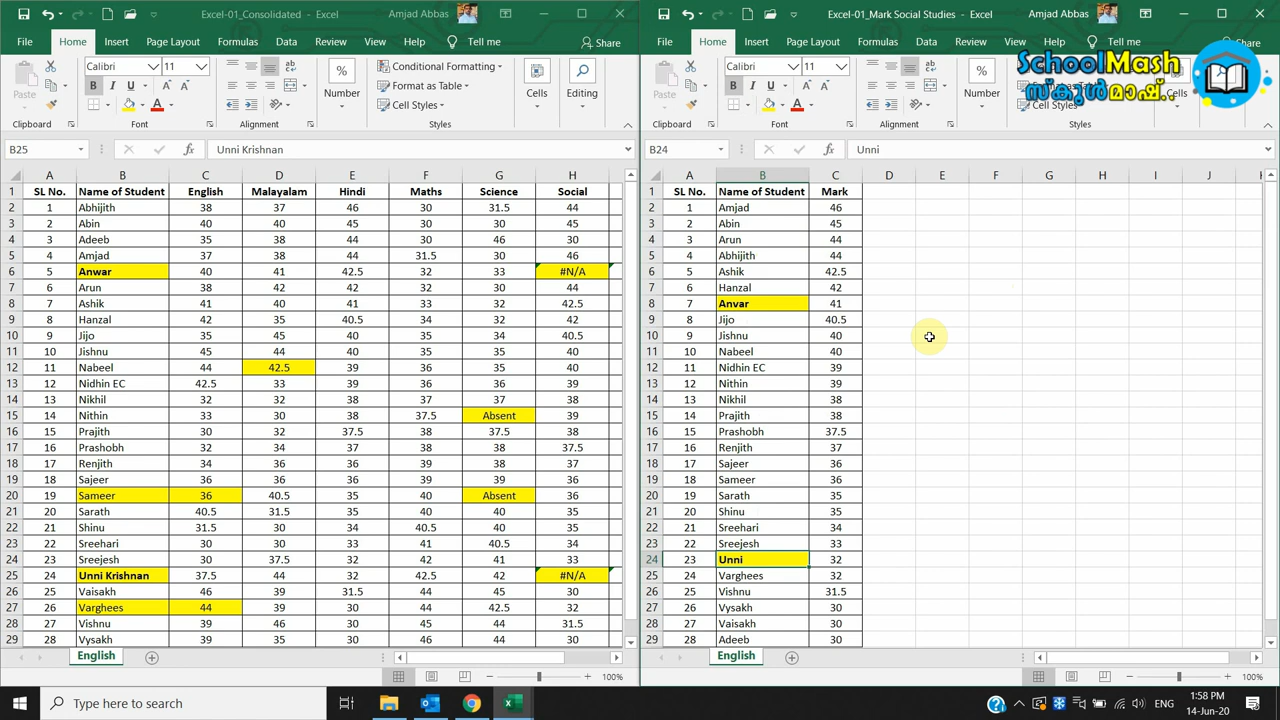 Excel-01_Consolidated - Excel Amjad Abbas
File Home Insert Page Layout Formulas Data Review View Help Tell me Share
Paste Calibri 11 Number Conditional Formatting Cells Editing
B I U A Format as Table
Cell Styles
Clipboard Font Alignment Styles
B25 fx Unni Krishnan
A B C D E F G H
1 SL No. Name of Student English Malayalam Hindi Maths Science Social
2 1 Abhijith 38 37 46 30 31.5 44
3 2 Abin 40 40 45 30 30 45
4 3 Adeeb 35 38 44 30 46 30
5 4 Amjad 37 38 44 31.5 30 46
6 5 Anwar 40 41 42.5 32 33 #N/A
7 6 Arun 38 42 42 32 30 44
8 7 Ashik 41 40 41 33 32 42.5
9 8 Hanzal 42 35 40.5 34 32 42
10 9 Jijo 35 45 40 35 34 40.5
11 10 Jishnu 45 44 40 35 35 40
12 11 Nabeel 44 42.5 39 36 35 40
13 12 Nidhin EC 42.5 33 39 36 36 39
14 13 Nikhil 32 32 38 37 37 38
15 14 Nithin 33 30 38 37.5 Absent 39
16 15 Prajith 30 32 37.5 38 37.5 38
17 16 Prashobh 32 34 37 38 38 37.5
18 17 Renjith 34 36 36 39 38 37
19 18 Sajeer 36 36 36 39 39 36
20 19 Sameer 36 40.5 35 40 Absent 36
21 20 Sarath 40.5 31.5 35 40 40 35
22 21 Shinu 31.5 30 34 40.5 40 35
23 22 Sreehari 30 30 33 41 40.5 34
24 23 Sreejesh 30 37.5 32 42 41 33
25 24 Unni Krishnan 37.5 44 32 42.5 42 #N/A
26 25 Vaisakh 46 39 31.5 44 45 30
27 26 Varghees 44 39 30 44 42.5 32
28 27 Vishnu 39 46 30 45 44 31.5
29 28 Vysakh 39 35 30 46 44 30
English
100%
Excel-01_Mark Social Studies - Excel Amjad Abbas
File Home Insert Page Layout Formulas Data Review View Help Tell me Share
SchoolMash
സ്കൂൾമാഷ്..
Paste Calibri 11 Number Cells
B I U A
Clipboard Font Alignment Styles
B24 fx Unni
A B C D E F G H I J
1 SL No. Name of Student Mark
2 1 Amjad 46
3 2 Abin 45
4 3 Arun 44
5 4 Abhijith 44
6 5 Ashik 42.5
7 6 Hanzal 42
8 7 Anvar 41
9 8 Jijo 40.5
10 9 Jishnu 40
11 10 Nabeel 40
12 11 Nidhin EC 39
13 12 Nithin 39
14 13 Nikhil 38
15 14 Prajith 38
16 15 Prashobh 37.5
17 16 Renjith 37
18 17 Sajeer 36
19 18 Sameer 36
20 19 Sarath 35
21 20 Shinu 35
22 21 Sreehari 34
23 22 Sreejesh 33
24 23 Unni 32
25 24 Varghees 32
26 25 Vishnu 31.5
27 26 Vysakh 30
28 27 Vaisakh 30
29 28 Adeeb 30
English
100%
Type here to search
ENG 1:58 PM
14-Jun-20